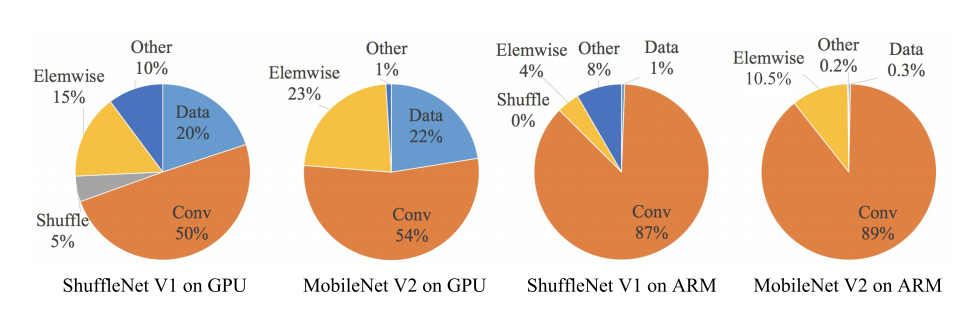 Other
10%
Elemwise
15%
Data
20%
Conv
50%
Shuffle
5%
ShuffleNet V1 on GPU
Other
1%
Elemwise
23%
Data
22%
Conv
54%
MobileNet V2 on GPU
Elemwise
4%
Other
8%
Data
1%
Shuffle
0%
Conv
87%
ShuffleNet V1 on ARM
Other
0.2%
Data
0.3%
Elemwise
10.5%
Conv
89%
MobileNet V2 on ARM